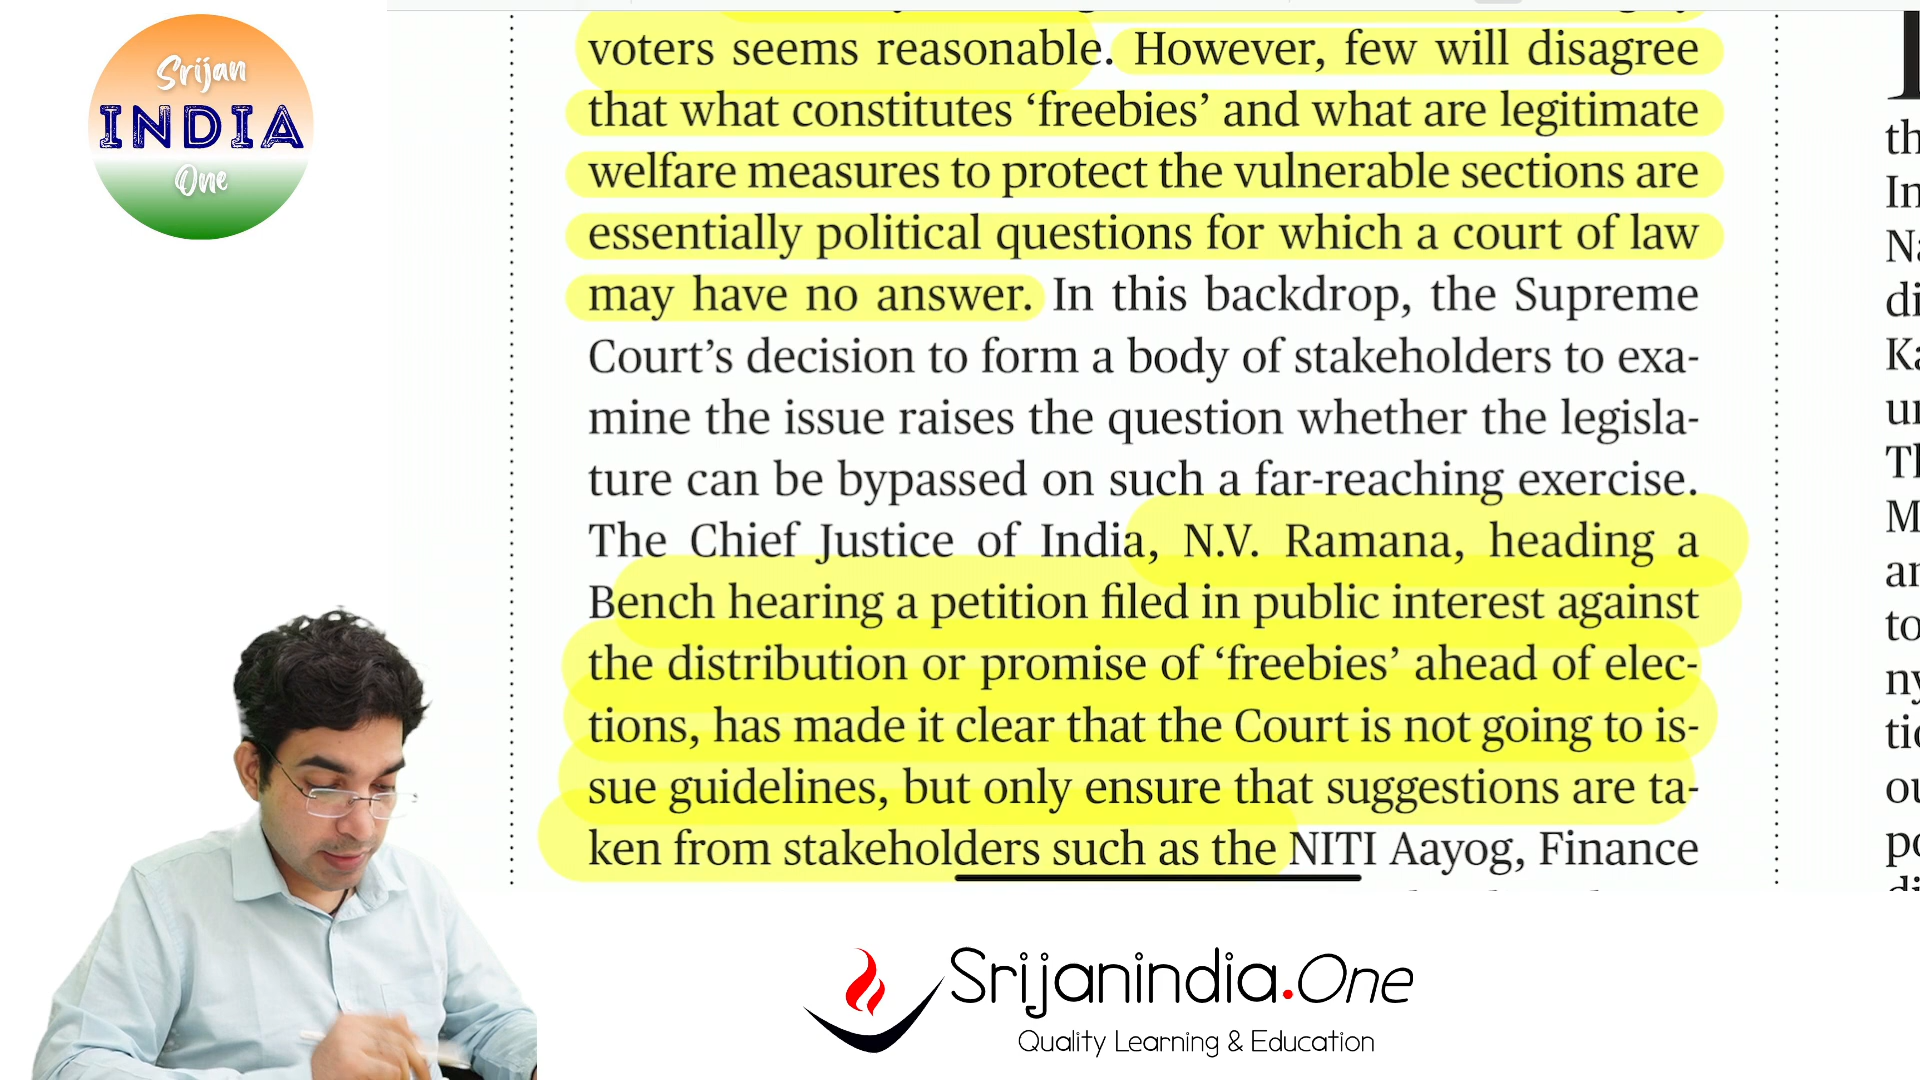 Srijan
INDIA
One
voters seems reasonable. However, few will disagree
that what constitutes ‘freebies’ and what are legitimate
welfare measures to protect the vulnerable sections are
essentially political questions for which a court of law
may have no answer. In this backdrop, the Supreme
Court’s decision to form a body of stakeholders to exa-
mine the issue raises the question whether the legisla-
ture can be bypassed on such a far-reaching exercise.
The Chief Justice of India, N.V. Ramana, heading a
Bench hearing a petition filed in public interest against
the distribution or promise of ‘freebies’ ahead of elec-
tions, has made it clear that the Court is not going to is-
sue guidelines, but only ensure that suggestions are ta-
ken from stakeholders such as the NITI Aayog, Finance
Srijanindia.One
Quality Learning & Education